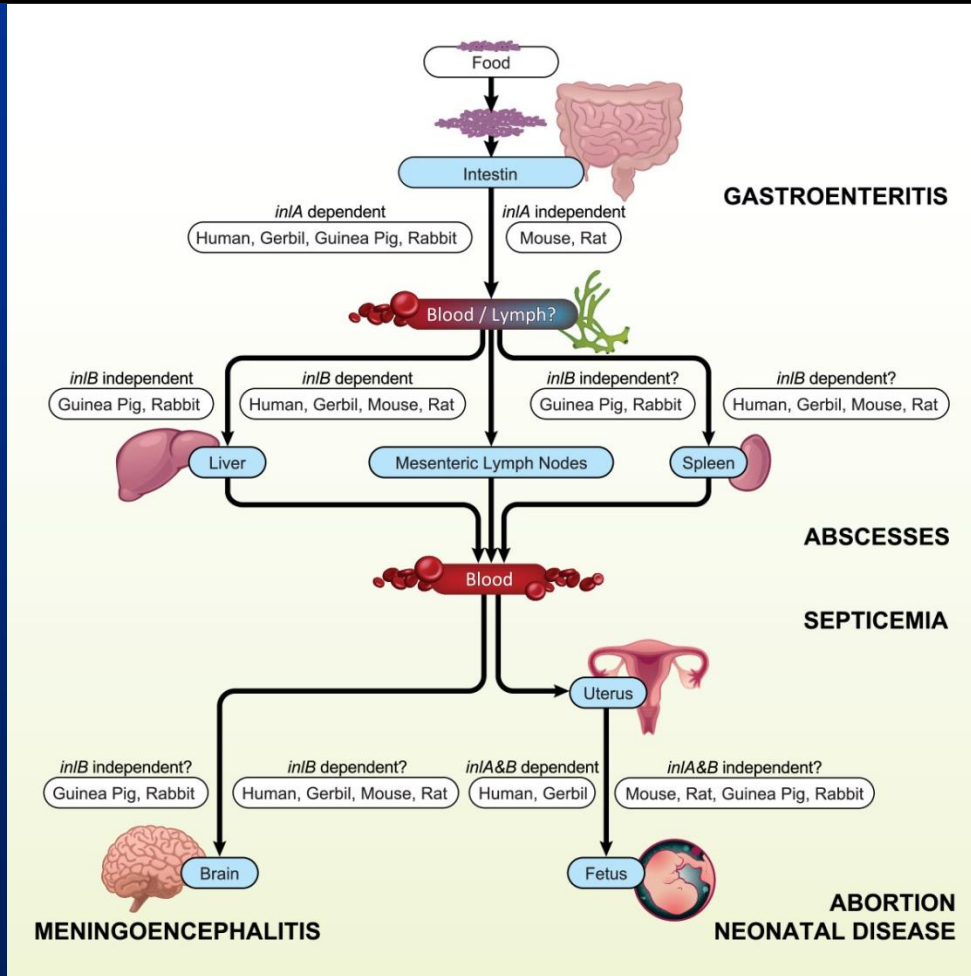 Food
Intestin
GASTROENTERITIS
inlA dependent
Human, Gerbil, Guinea Pig, Rabbit
inlA independent
Mouse, Rat
Blood / Lymph?
inlB independent
Guinea Pig, Rabbit
inlB dependent
Human, Gerbil, Mouse, Rat
inlB independent?
Guinea Pig, Rabbit
inlB dependent?
Human, Gerbil, Mouse, Rat
Liver
Mesenteric Lymph Nodes
Spleen
ABSCESSES
Blood
SEPTICEMIA
Uterus
inlB independent?
Guinea Pig, Rabbit
inlB dependent?
Human, Gerbil, Mouse, Rat
inlA&B dependent
Human, Gerbil
inlA&B independent?
Mouse, Rat, Guinea Pig, Rabbit
Brain
Fetus
MENINGOENCEPHALITIS
ABORTION
NEONATAL DISEASE